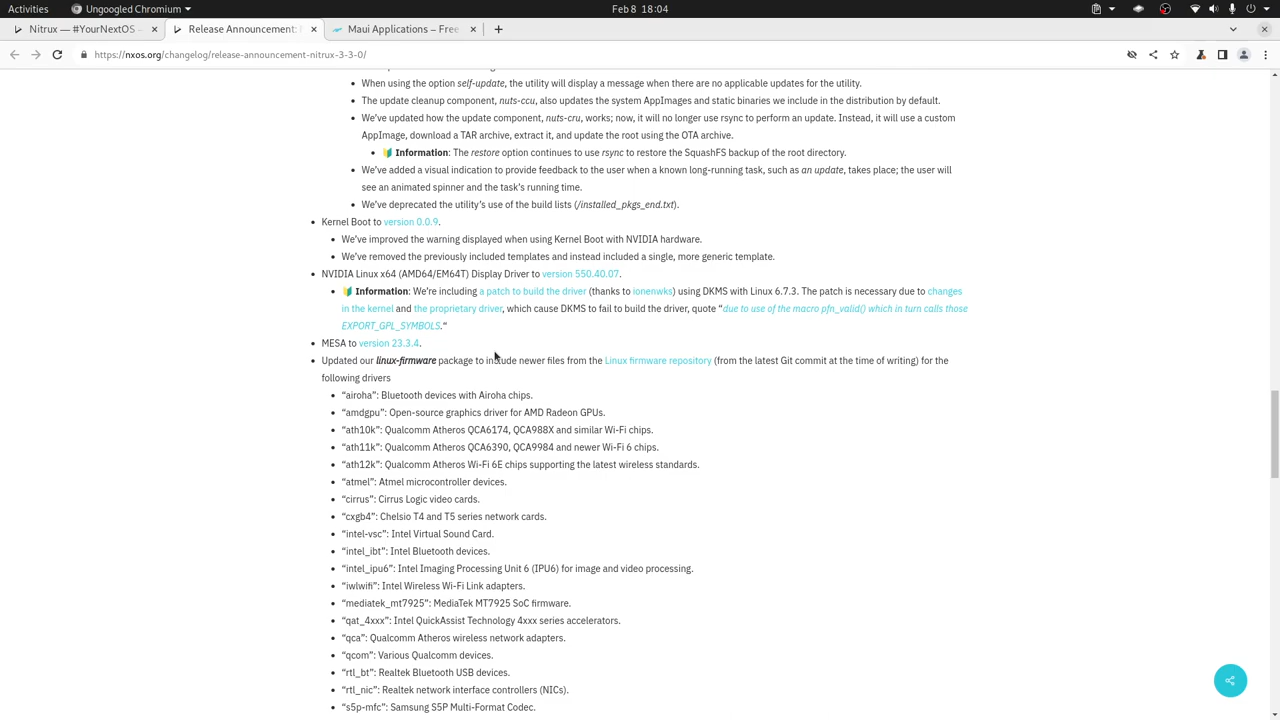 Activities
Ungoogled Chromium
Feb 8 18:04
Nitrux — #YourNextOS -
Release Announcement:
Maui Applications – Free
https://nxos.org/changelog/release-announcement-nitrux-3-3-0/
When using the option self-update, the utility will display a message when there are no applicable updates for the utility.
The update cleanup component, nuts-ccu, also updates the system AppImages and static binaries we include in the distribution by default.
We've updated how the update component, nuts-cru, works; now, it will no longer use rsync to perform an update. Instead, it will use a custom
AppImage, download a TAR archive, extract it, and update the root using the OTA archive.
Information: The restore option continues to use rsync to restore the SquashFS backup of the root directory.
We've added a visual indication to provide feedback to the user when a known long-running task, such as an update, takes place; the user will
see an animated spinner and the task's running time.
We've deprecated the utility's use of the build lists (/installed_pkgs_end.txt).
Kernel Boot to version 0.0.9.
We've improved the warning displayed when using Kernel Boot with NVIDIA hardware.
We've removed the previously included templates and instead included a single, more generic template.
NVIDIA Linux x64 (AMD64/EM64T) Display Driver to version 550.40.07.
Information: We're including a patch to build the driver (thanks to ionenwks) using DKMS with Linux 6.7.3. The patch is necessary due to changes
in the kernel and the proprietary driver, which cause DKMS to fail to build the driver, quote “due to use of the macro pfn_valid() which in turn calls those
EXPORT_GPL_SYMBOLS.“
MESA to version 23.3.4.
Updated our linux-firmware package to include newer files from the Linux firmware repository (from the latest Git commit at the time of writing) for the
following drivers
“airoha”: Bluetooth devices with Airoha chips.
“amdgpu”: Open-source graphics driver for AMD Radeon GPUs.
“ath10k”: Qualcomm Atheros QCA6174, QCA988X and similar Wi-Fi chips.
“ath11k”: Qualcomm Atheros QCA6390, QCA9984 and newer Wi-Fi 6 chips.
“ath12k”: Qualcomm Atheros Wi-Fi 6E chips supporting the latest wireless standards.
“atmel”: Atmel microcontroller devices.
“cirrus”: Cirrus Logic video cards.
“cxgb4”: Chelsio T4 and T5 series network cards.
“intel-vsc”: Intel Virtual Sound Card.
“intel_ibt”: Intel Bluetooth devices.
“intel_ipu6”: Intel Imaging Processing Unit 6 (IPU6) for image and video processing.
“iwlwifi”: Intel Wireless Wi-Fi Link adapters.
“mediatek_mt7925”: MediaTek MT7925 SoC firmware.
“qat_4xxx”: Intel QuickAssist Technology 4xxx series accelerators.
“qca”: Qualcomm Atheros wireless network adapters.
“qcom”: Various Qualcomm devices.
“rtl_bt”: Realtek Bluetooth USB devices.
“rtl_nic”: Realtek network interface controllers (NICs).
“s5p-mfc”: Samsung S5P Multi-Format Codec.